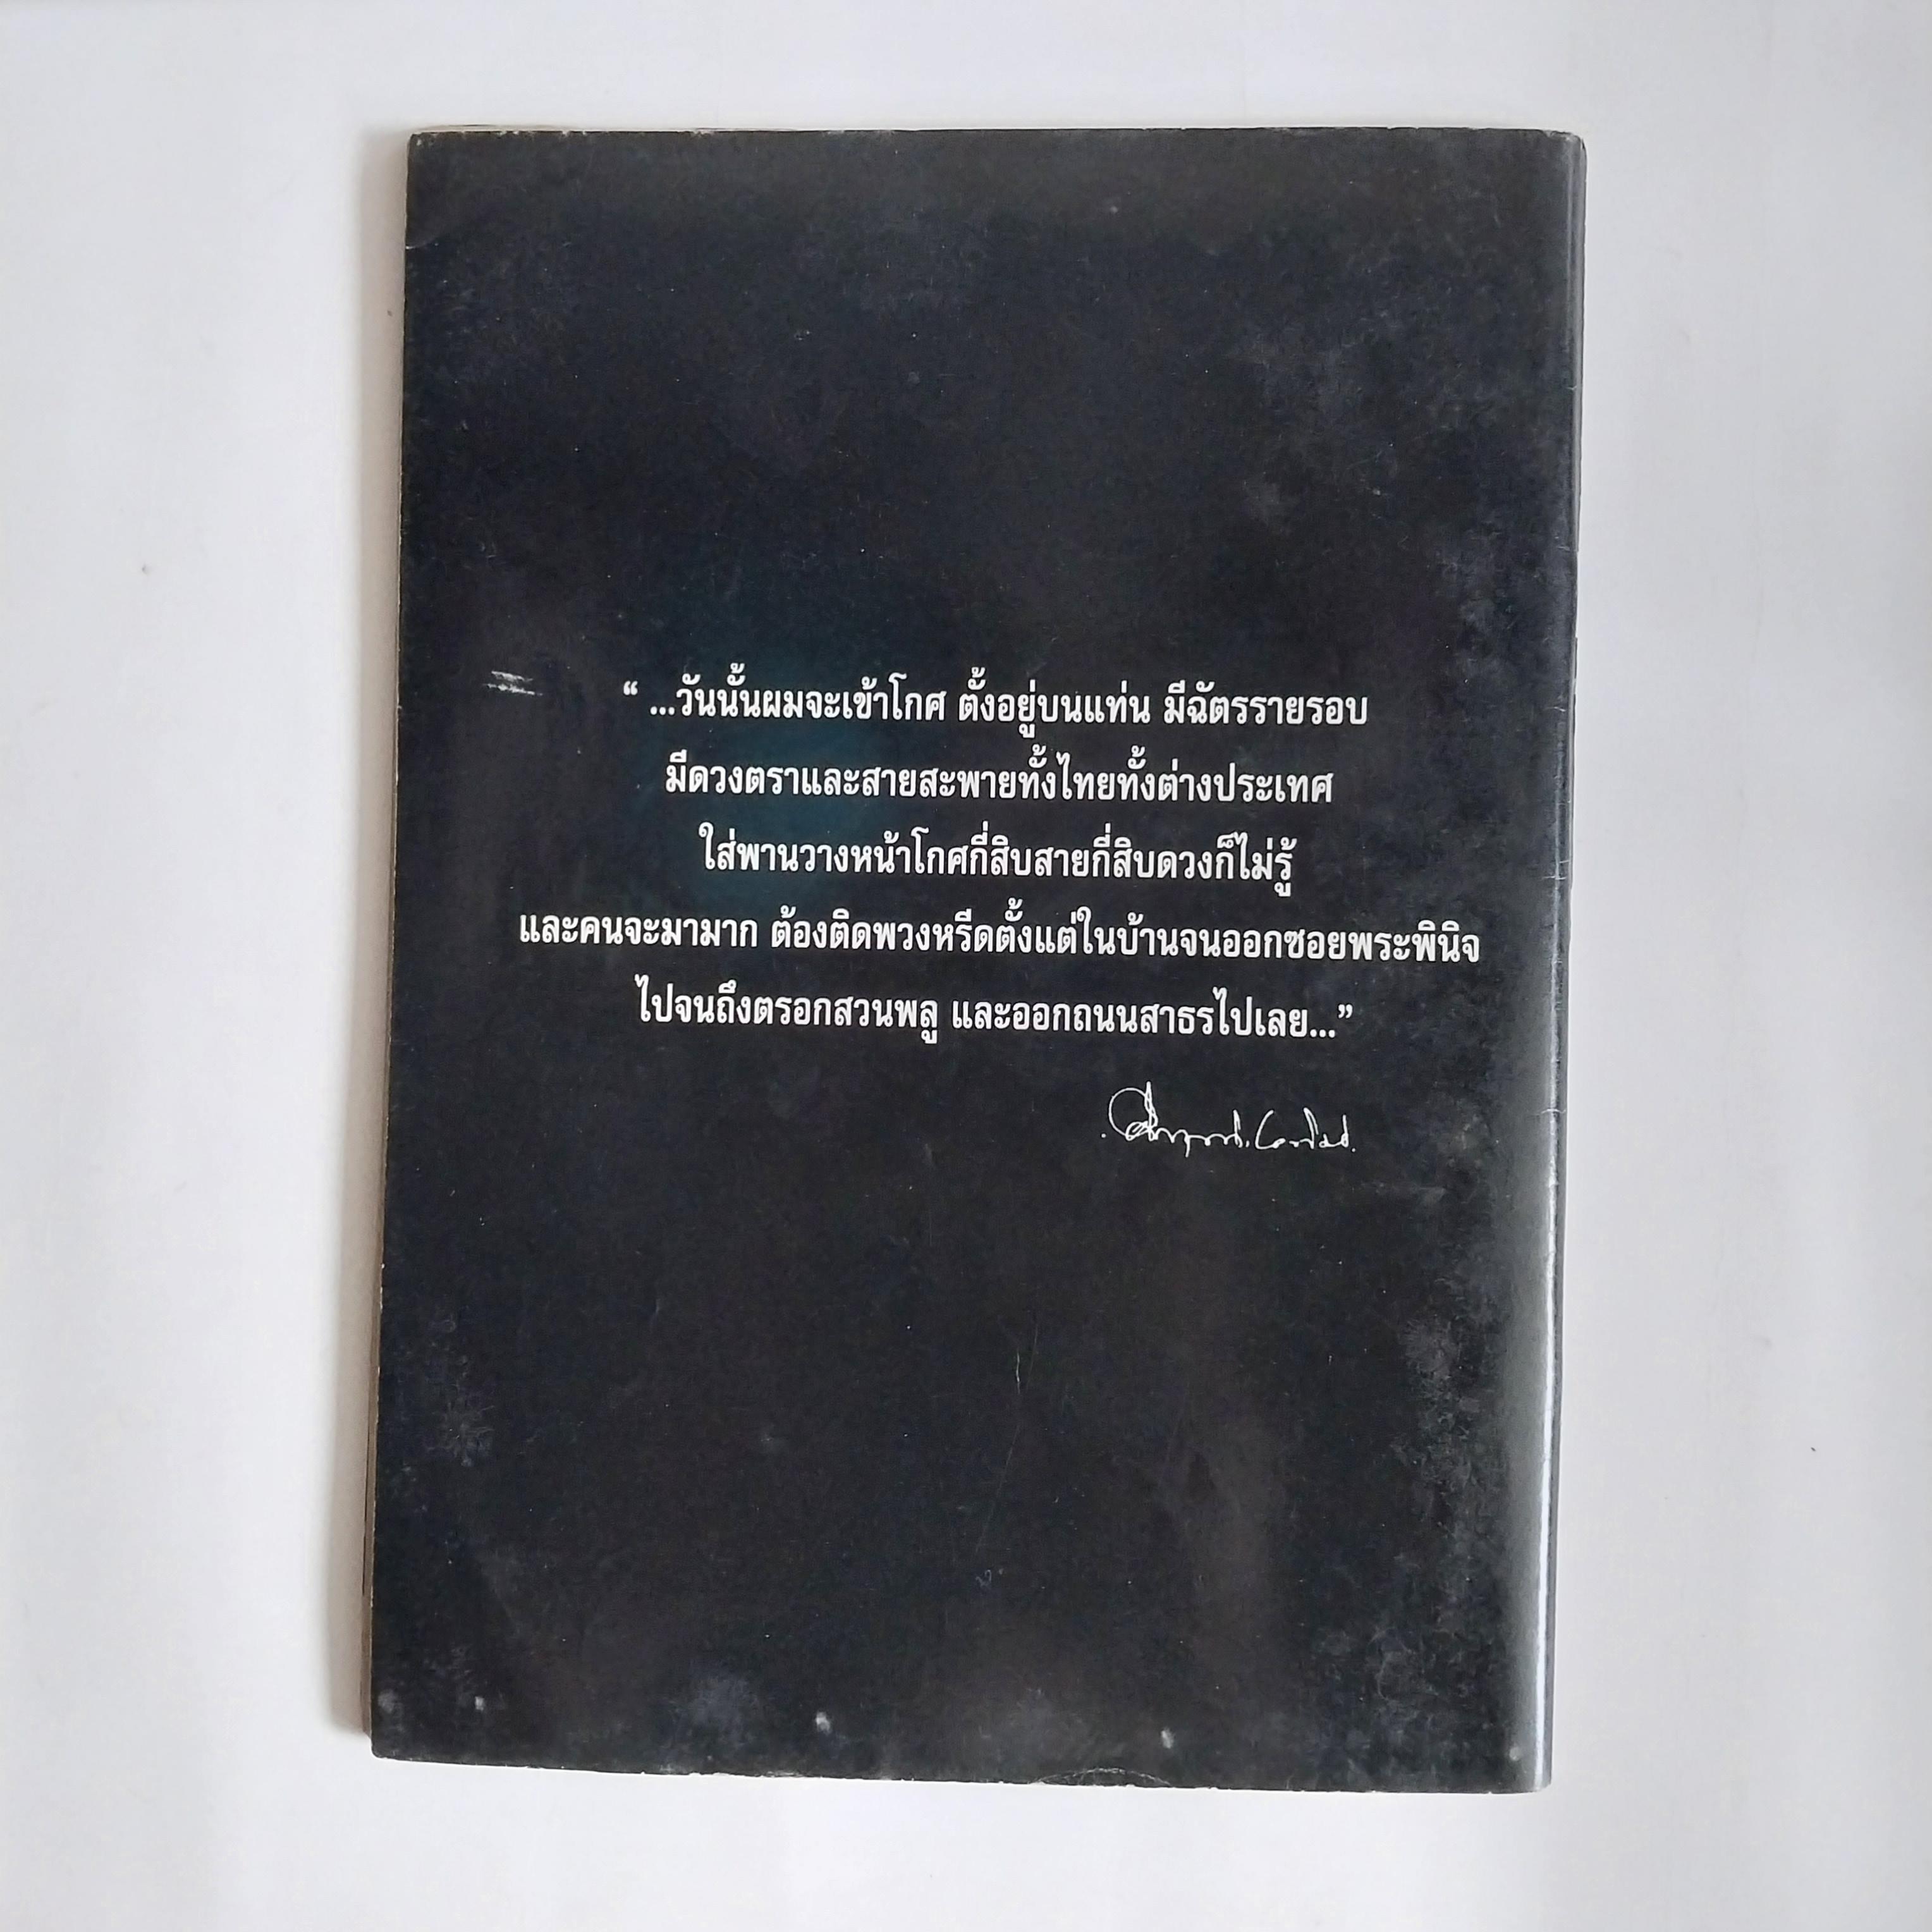 “ ...วันนั้นผมจะเข้าโกศ ตั้งอยู่บนแท่น มีฉัตรรายรอบ
มีดวงตราและสายสะพายทั้งไทยทั้งต่างประเทศ
ใส่พานวางหน้าโกศกี่สิบสายกี่สิบดวงก็ไม่รู้
และคนจะมามาก ต้องติดพวงหรีดตั้งแต่ในบ้านจนออกซอยพระพินิจ
ไปจนถึงตรอกสวนพลู และออกถนนสาธรไปเลย...”